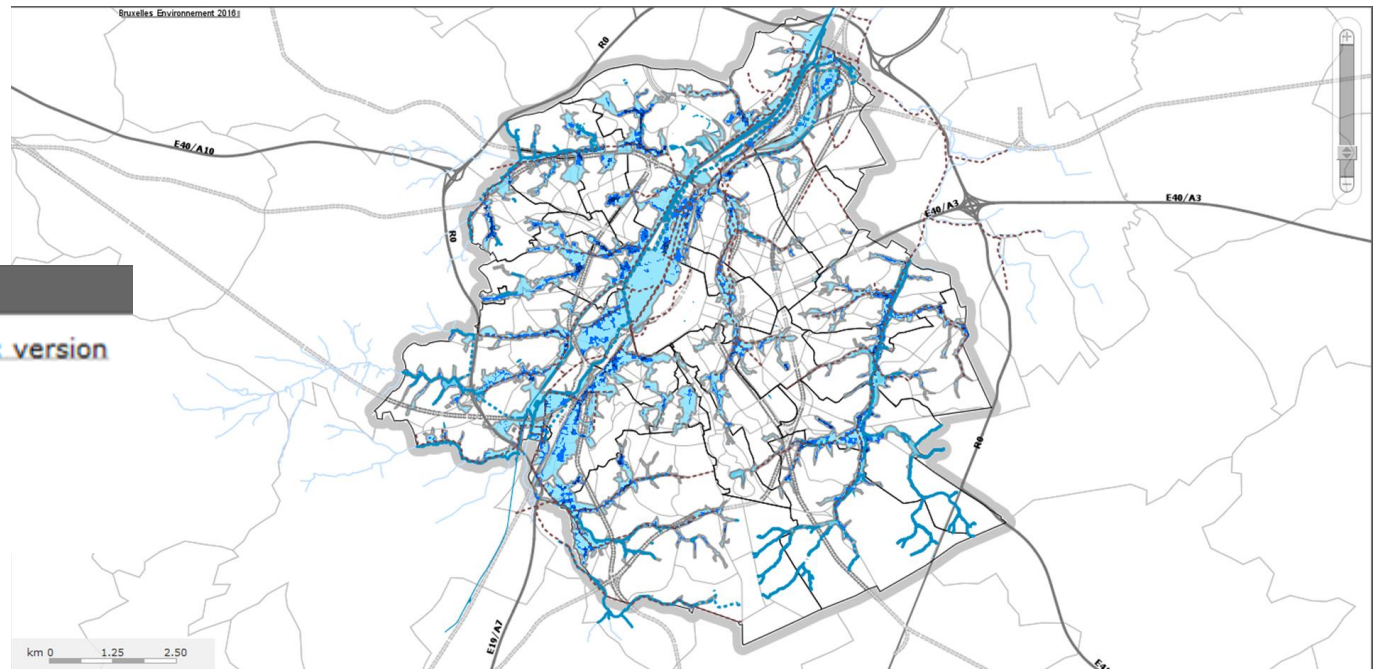 Bruxelles Environnement 2016
R0
E40/A10
R0
E40/A3
E40/A3
version
R0
km 0 1.25 2.50
E19/A7